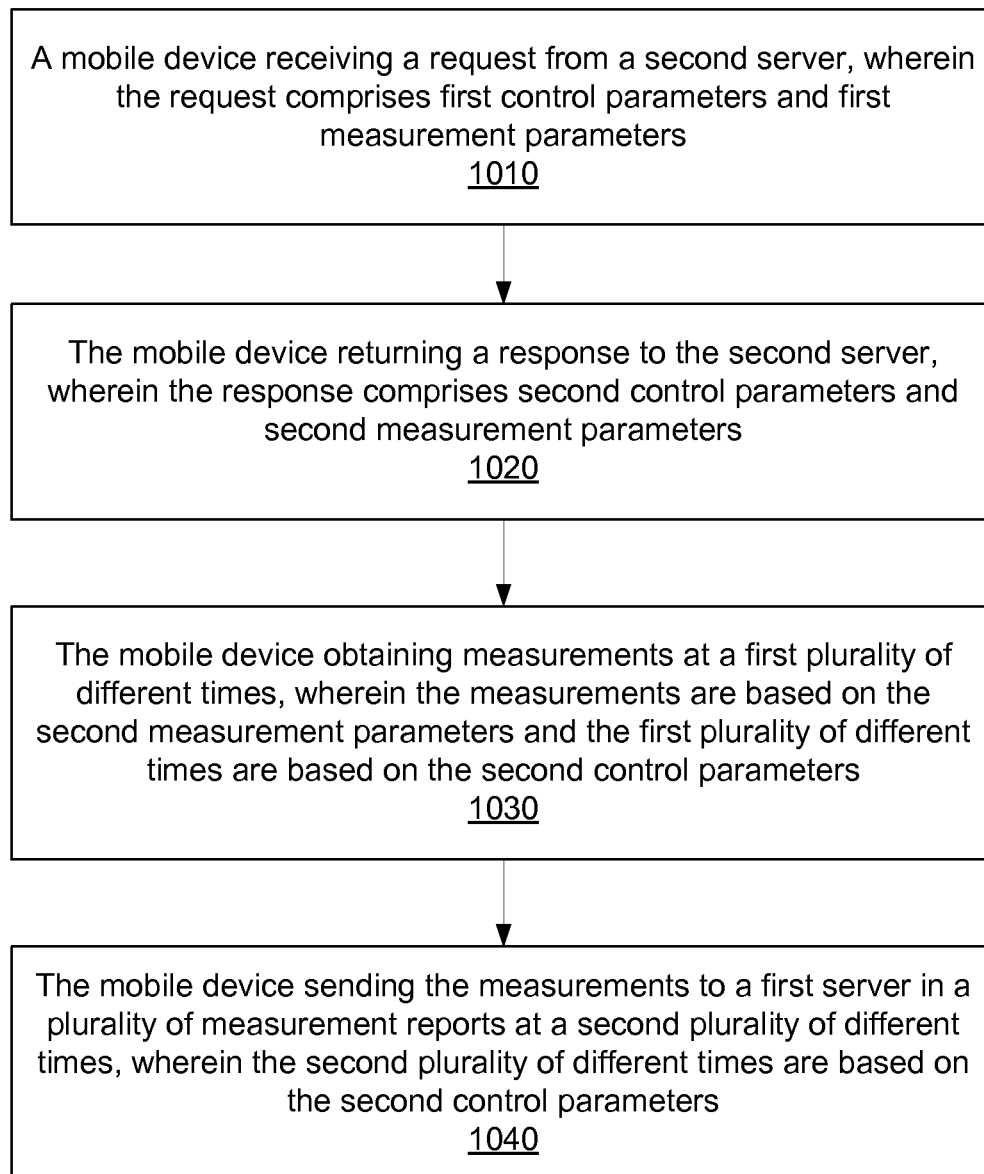 A mobile device receiving a request from a second server, wherein
the request comprises first control parameters and first
measurement parameters
1010
The mobile device returning a response to the second server,
wherein the response comprises second control parameters and
second measurement parameters
1020
The mobile device obtaining measurements at a first plurality of
different times, wherein the measurements are based on the
second measurement parameters and the first plurality of different
times are based on the second control parameters
1030
The mobile device sending the measurements to a first server in a
plurality of measurement reports at a second plurality of different
times, wherein the second plurality of different times are based on
the second control parameters
1040